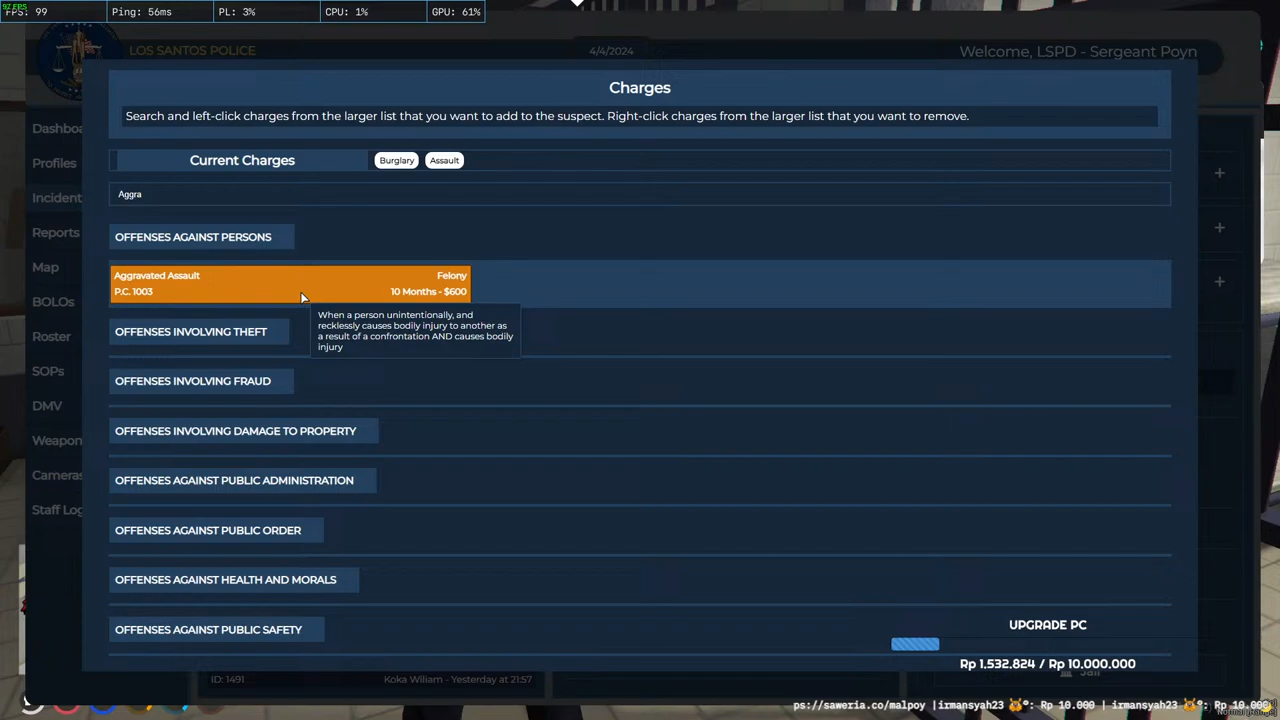 97 FPS
FPS: 99
Ping: 56ms
PL: 3%
CPU: 1%
GPU: 61%
LOS SANTOS POLICE
4/4/2024
Welcome, LSPD - Sergeant Poyn
Charges
Search and left-click charges from the larger list that you want to add to the suspect. Right-click charges from the larger list that you want to remove.
Current Charges
Burglary
Assault
Aggra
Dashboa
Profiles
Incident
Reports
Map
BOLOs
Roster
SOPs
DMV
Weapon
Cameras
Staff Log
OFFENSES AGAINST PERSONS
Aggravated Assault
Felony
P.C. 1003
10 Months - $600
When a person unintentionally, and
recklessly causes bodily injury to another as
a result of a confrontation AND causes bodily
injury
OFFENSES INVOLVING THEFT
OFFENSES INVOLVING FRAUD
OFFENSES INVOLVING DAMAGE TO PROPERTY
OFFENSES AGAINST PUBLIC ADMINISTRATION
OFFENSES AGAINST PUBLIC ORDER
OFFENSES AGAINST HEALTH AND MORALS
OFFENSES AGAINST PUBLIC SAFETY
UPGRADE PC
Rp 1.532.824 / Rp 10.000.000
ID: 1491
Koka Wiliam - Yesterday at 21:57
Jail
ps://saweria.co/malpoy | irmansyah23 : Rp 10.000 | irmansyah23 : Rp 10.000